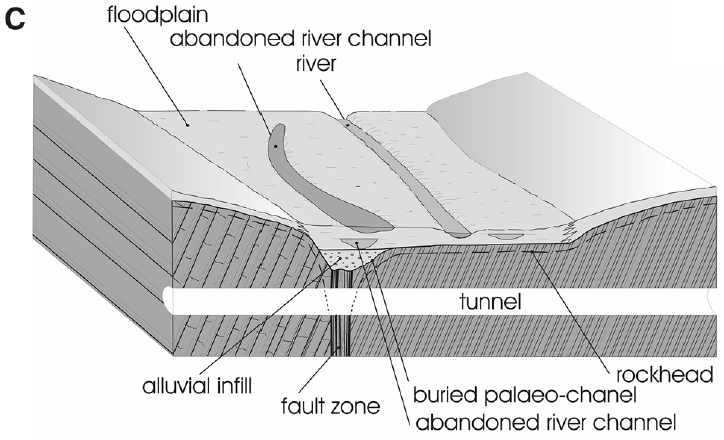 C
floodplain
abandoned river channel
river
tunnel
rockhead
alluvial infill
buried palaeo-chanel
fault zone
abandoned river channel